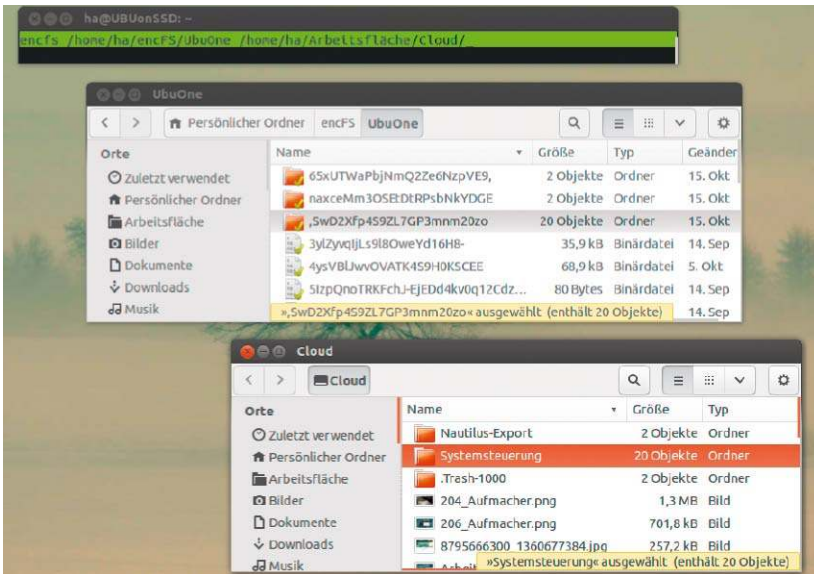 ha@UBUonSSD: ~
encfs /home/ha/encFS/UbuOne /home/ha/Arbeitsfläche/Cloud/
UbuOne
Persönlicher Ordner encFS UbuOne
Orte Name Größe Typ Geänder
Zuletzt verwendet 6SxUTWaPbjNmQ2Ze6NzpVE9, 2 Objekte Ordner 15. Okt
Persönlicher Ordner 2 Objekte Ordner 15. Okt
Arbeitsfläche ,SwD2Xfp4S9ZL7GP3mnm20zo 20 Objekte Ordner 15. Okt
Bilder 35,9 kB Binärdatei 14. Sep
Dokumente 68,9 kB Binärdatei 5. Okt
Downloads 80 Bytes Binärdatei 14. Sep
Musik »,SwD2Xfp4S9ZL7GP3mnm20zo« ausgewählt (enthält 20 Objekte) 14. Sep
Cloud
Cloud
Orte Name Größe Typ
Zuletzt verwendet Nautilus-Export 2 Objekte Ordner
Persönlicher Ordner Systemsteuerung 20 Objekte Ordner
Arbeitsfläche .Trash-1000 2 Objekte Ordner
Bilder 204_Aufmacher.png 1,3 MB Bild
Dokumente 206_Aufmacher.png 701,8 kB Bild
Downloads 8795666300_1360677384.jpg 257,2 kB Bild
Musik »Systemsteuerung« ausgewählt (enthält 20 Objekte)